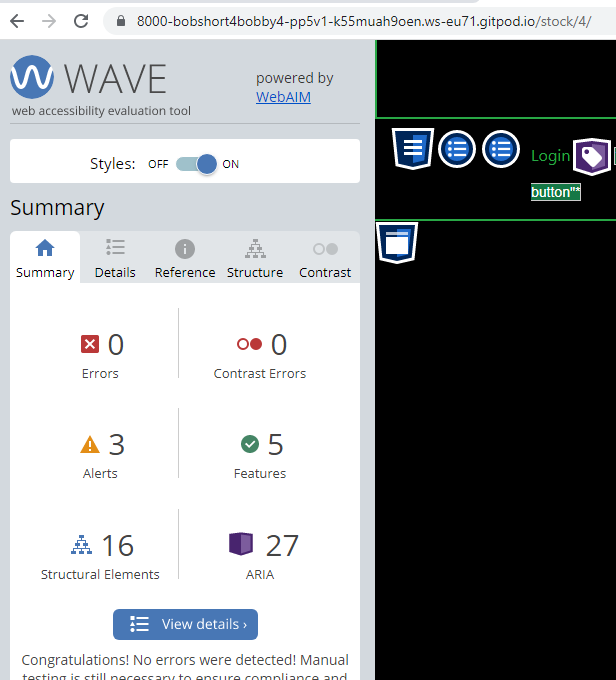 8000-bobshort4bobby4-pp5v1-k55muah9oen.ws-eu71.gitpod.io/stock/4/
WAVE
web accessibility evaluation tool
powered by
WebAIM
Styles: OFF ON
Summary
Summary Details Reference Structure Contrast
0 0
Errors Contrast Errors
3 5
Alerts Features
16 27
Structural Elements ARIA
View details ›
Congratulations! No errors were detected! Manual
testing is still necessary to ensure compliance and
Login
button"*